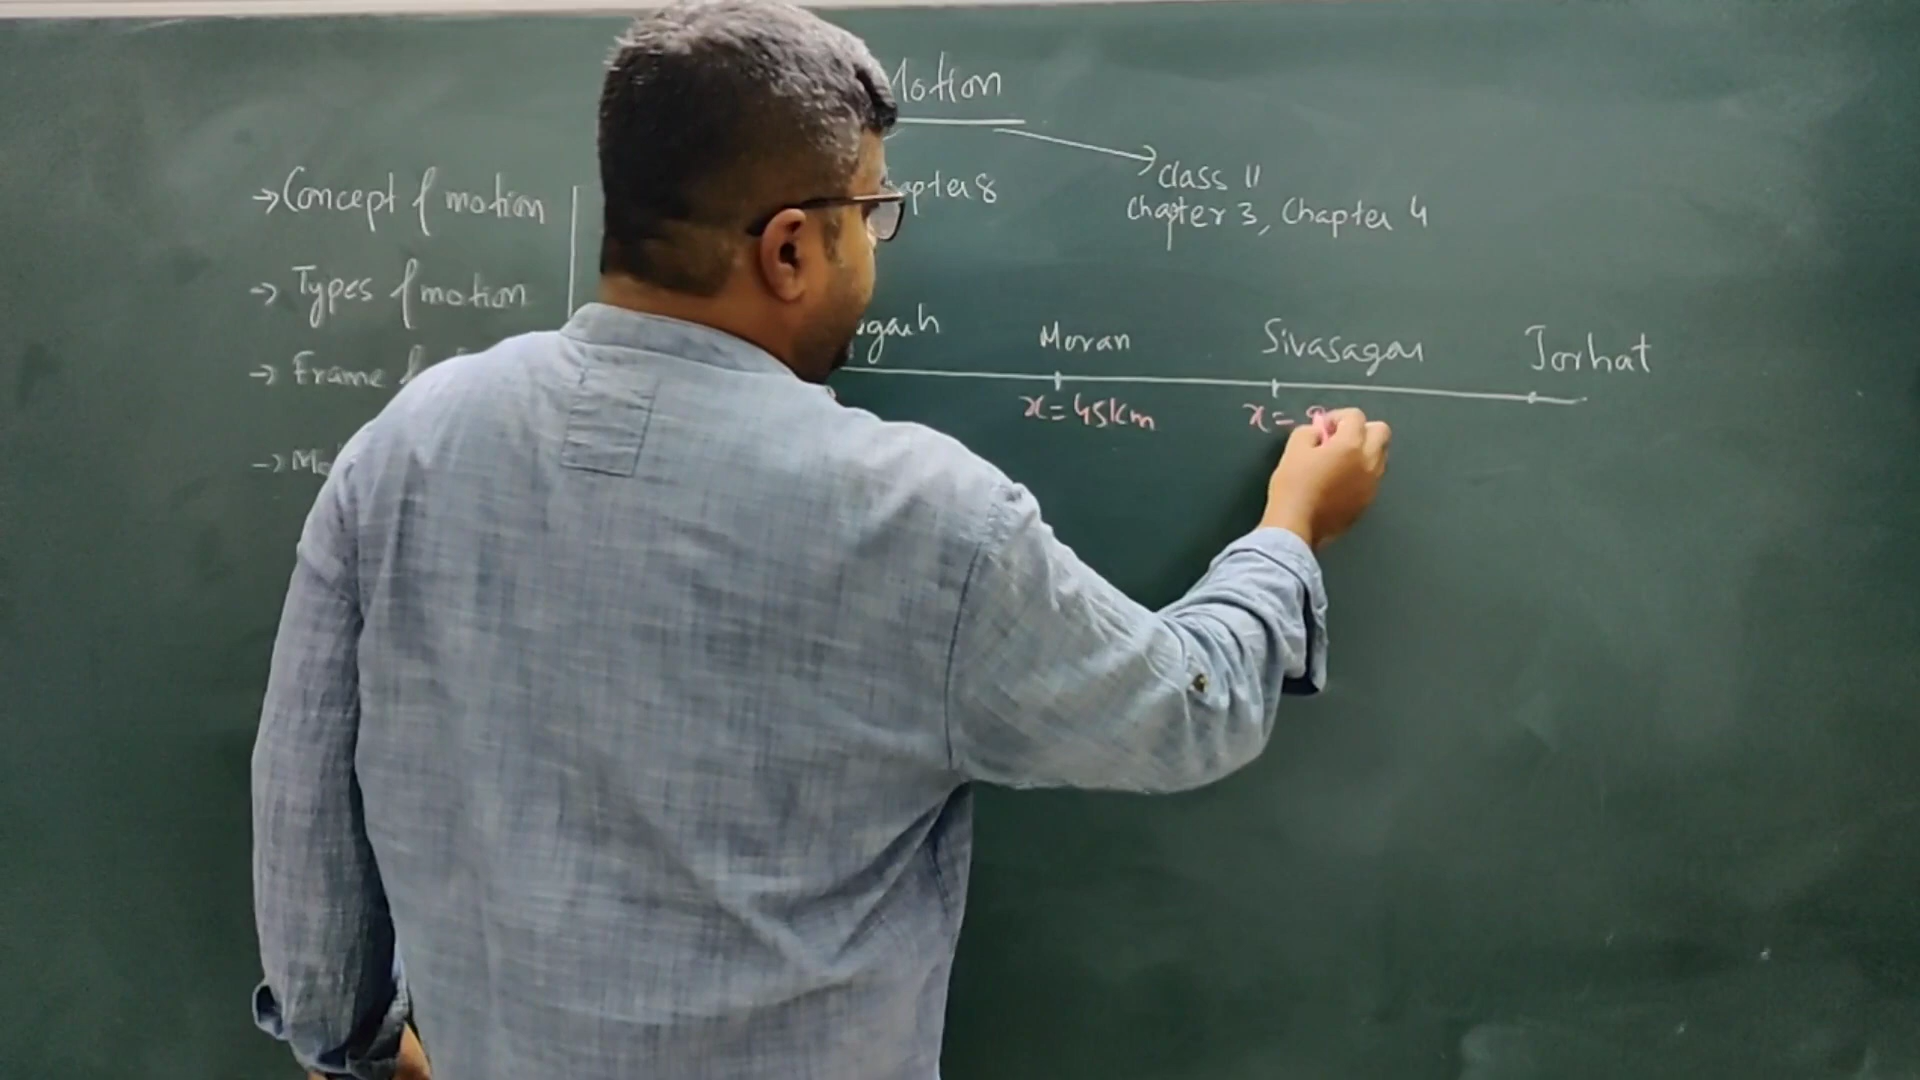 Motion
class 11
Chapter 8
Chapter 3, Chapter 4
→ Concept of motion
→ Types of motion
→ Frame
Moran
Sivasagar
Jorhat
x = 45km
x =